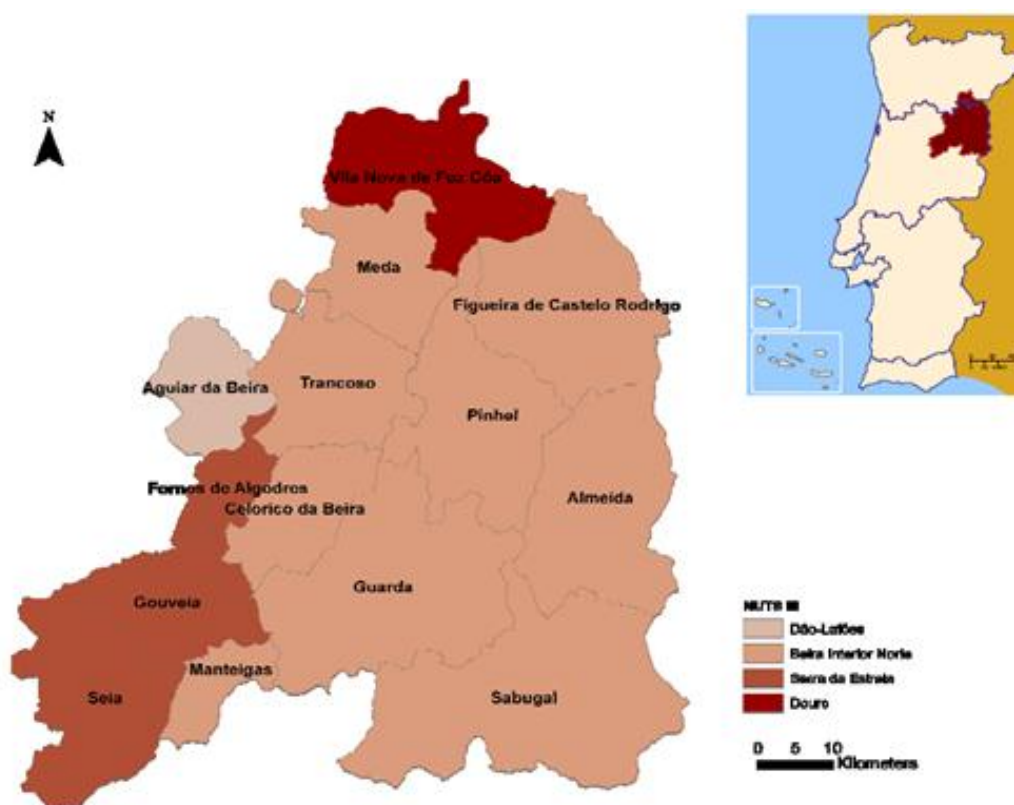 N
Vila Nova de Foz Côa
Meda
Figueira de Castelo Rodrigo
Aguiar da Beira
Trancoso
Pinhel
Fornos de Algodres
Celorico da Beira
Almeida
Guarda
Gouveia
Manteigas
Seia
Sabugal
NUTS III
Dão-Lafões
Beira Interior Norte
Serra da Estrela
Douro
0 5 10
Kilometers